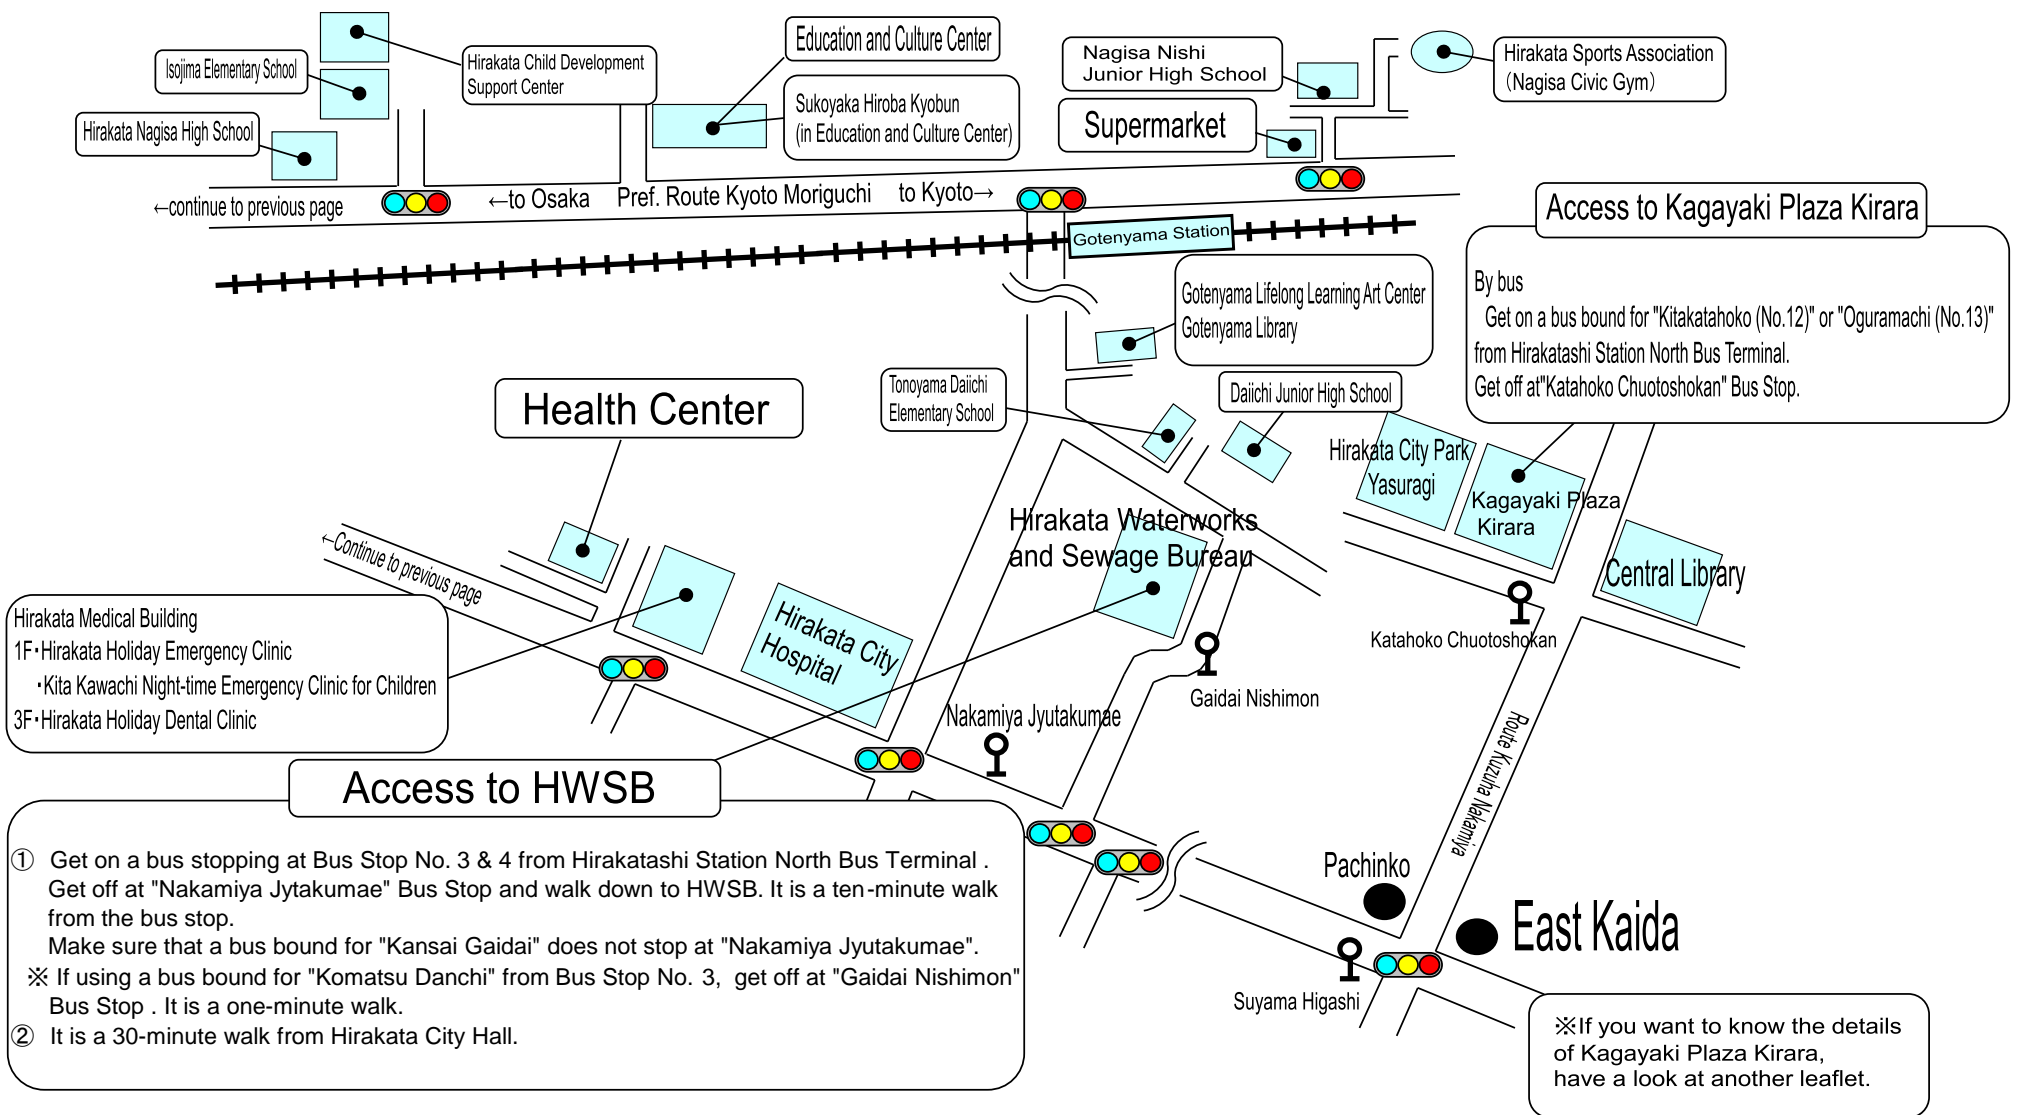 Isojima Elementary School
Hirakata Child Development
Support Center
Hirakata Nagisa High School
Education and Culture Center
Sukoyaka Hiroba Kyobun
(in Education and Culture Center)
Nagisa Nishi
Junior High School
Supermarket
Hirakata Sports Association
(Nagisa Civic Gym)
←continue to previous page
←to Osaka Pref. Route Kyoto Moriguchi to Kyoto→
Gotenyama Station
Access to Kagayaki Plaza Kirara
By bus
Get on a bus bound for "Kitakatahoko (No.12)" or "Oguramachi (No.13)"
from Hirakatashi Station North Bus Terminal.
Get off at"Katahoko Chuotoshokan" Bus Stop.
Gotenyama Lifelong Learning Art Center
Gotenyama Library
Tonoyama Daiichi
Elementary School
Daiichi Junior High School
Health Center
Hirakata City Park
Yasuragi
Kagayaki Plaza
Kirara
Hirakata Waterworks
and Sewage Bureau
Central Library
←Continue to previous page
Hirakata Medical Building
1F・Hirakata Holiday Emergency Clinic
・Kita Kawachi Night-time Emergency Clinic for Children
3F・Hirakata Holiday Dental Clinic
Hirakata City
Hospital
Katahoko Chuotoshokan
Gaidai Nishimon
Nakamiya Jyutakumae
Route Kuzuha Nakamiya
Access to HWSB
① Get on a bus stopping at Bus Stop No. 3 & 4 from Hirakatashi Station North Bus Terminal .
Get off at "Nakamiya Jytakumae" Bus Stop and walk down to HWSB. It is a ten-minute walk
from the bus stop.
Make sure that a bus bound for "Kansai Gaidai" does not stop at "Nakamiya Jyutakumae".
※ If using a bus bound for "Komatsu Danchi" from Bus Stop No. 3, get off at "Gaidai Nishimon"
Bus Stop . It is a one-minute walk.
② It is a 30-minute walk from Hirakata City Hall.
Pachinko
East Kaida
Suyama Higashi
※If you want to know the details
of Kagayaki Plaza Kirara,
have a look at another leaflet.